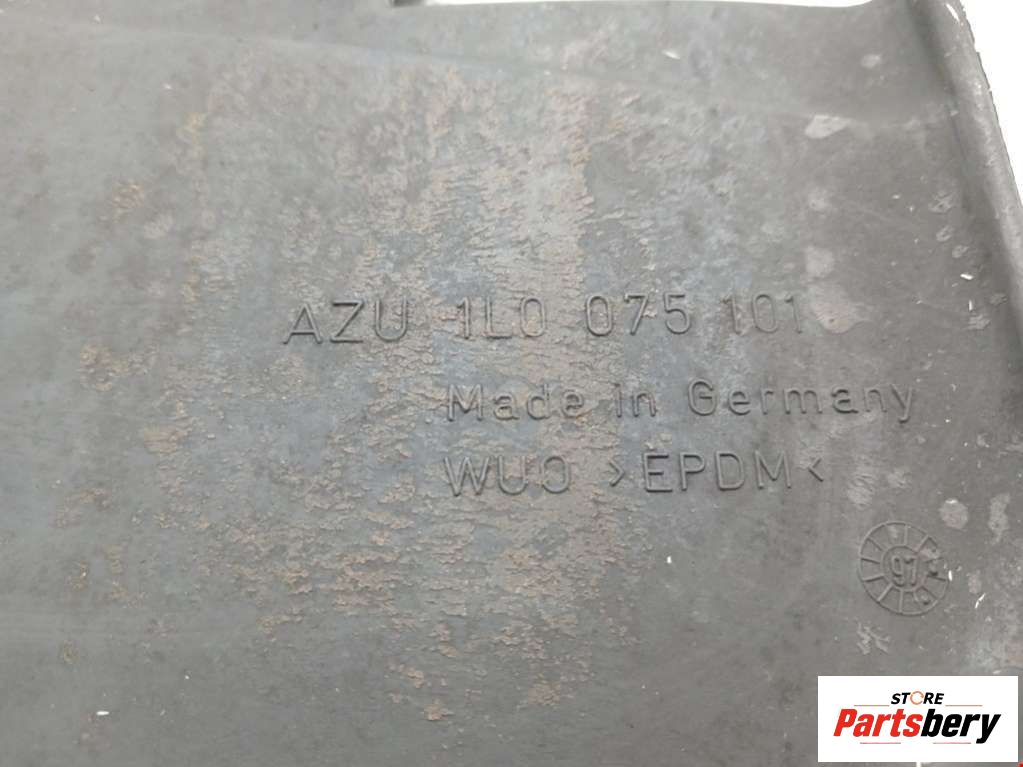 AZU 1L0 075 101
Made in Germany
WUO >EPDM<
97
STORE
Partsbery